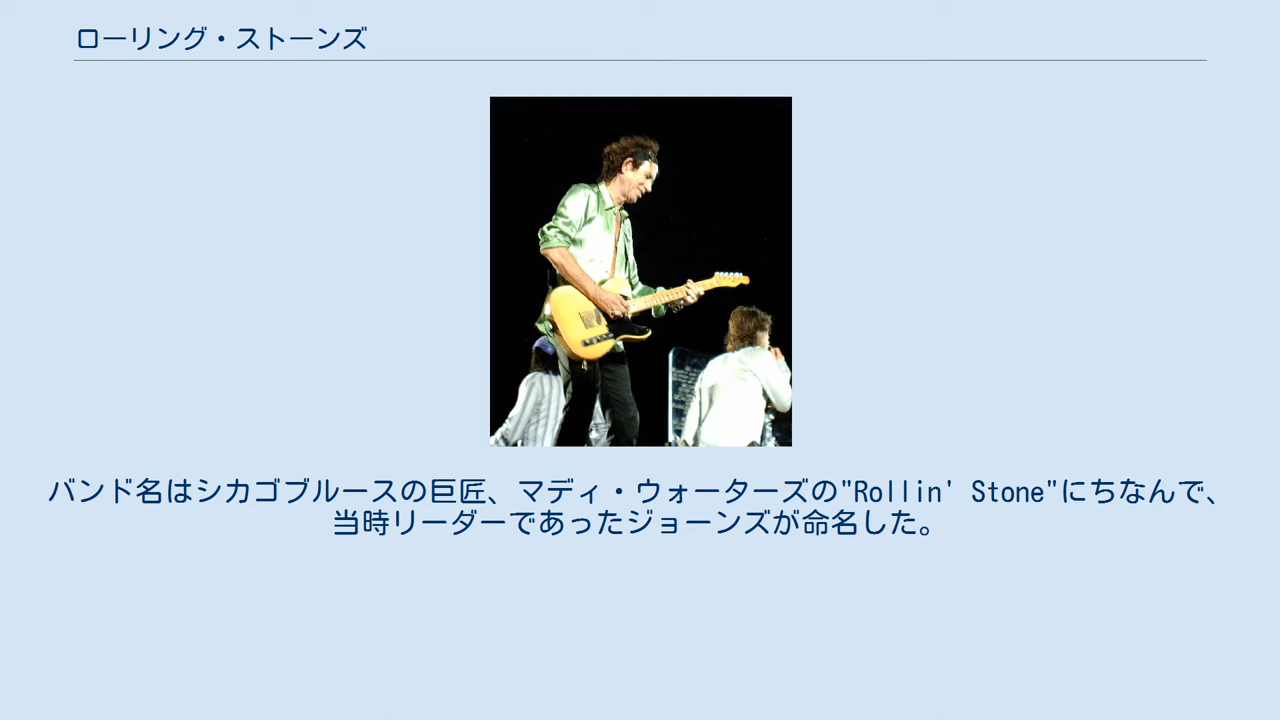 ローリング・ストーンズ
バンド名はシカゴブルースの巨匠、マディ・ウォーターズの"Rollin' Stone"にちなんで、
当時リーダーであったジョーンズが命名した。